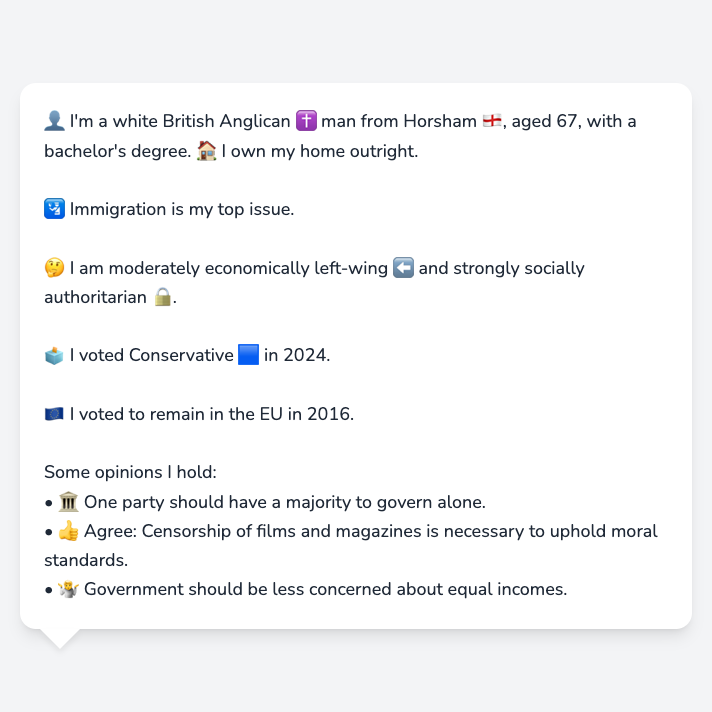 👤 I'm a white British Anglican ✝️ man from Horsham 🏴󠁧󠁢󠁥󠁮󠁧󠁿, aged 67, with a
bachelor's degree. 🏠 I own my home outright.
🛂 Immigration is my top issue.
🤔 I am moderately economically left-wing ⬅️ and strongly socially
authoritarian 🔒.
🗳️ I voted Conservative 🟦 in 2024.
🇪🇺 I voted to remain in the EU in 2016.
Some opinions I hold:
• 🏛️ One party should have a majority to govern alone.
• 👍 Agree: Censorship of films and magazines is necessary to uphold moral
standards.
• 🤷 Government should be less concerned about equal incomes.